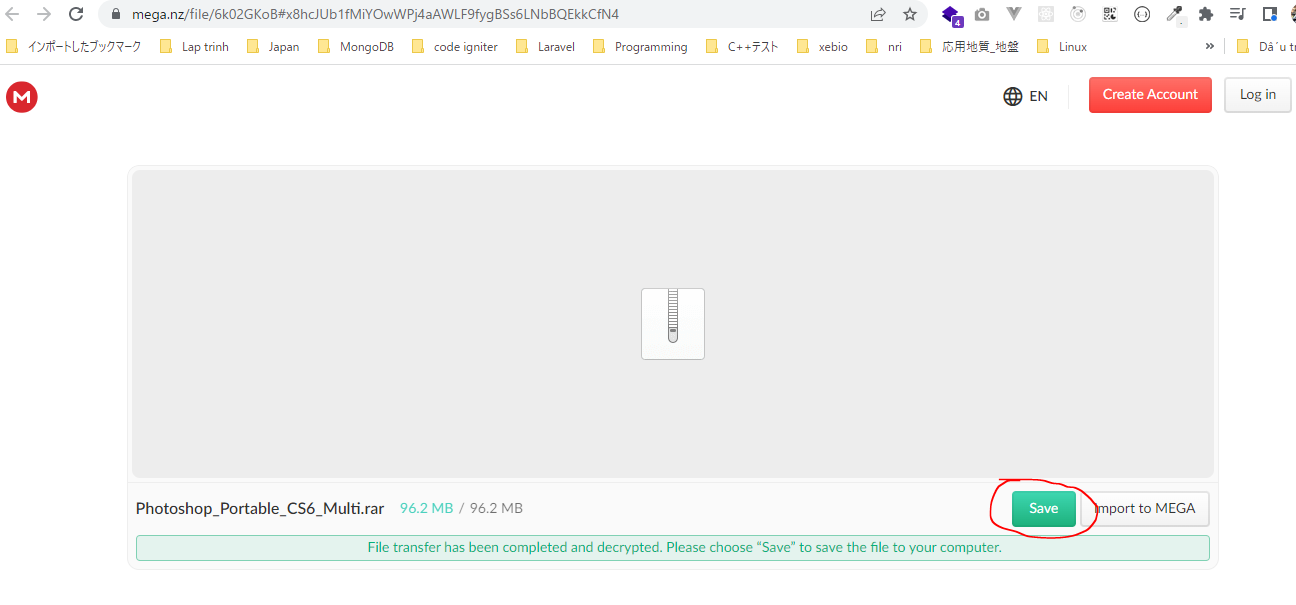 mega.nz/file/6k02GKoB#x8hcJUb1fMiYOwWPj4aAWLF9fygBSs6LNbBQEkkCfN4
4
インポートしたブックマーク Lap trinh Japan MongoDB code igniter Laravel Programming C++テスト xebio nri 応用地質_地盤 Linux » Dâ´u tr
M EN Create Account Log in
Photoshop_Portable_CS6_Multi.rar 96.2 MB / 96.2 MB Save Import to MEGA
File transfer has been completed and decrypted. Please choose “Save” to save the file to your computer.